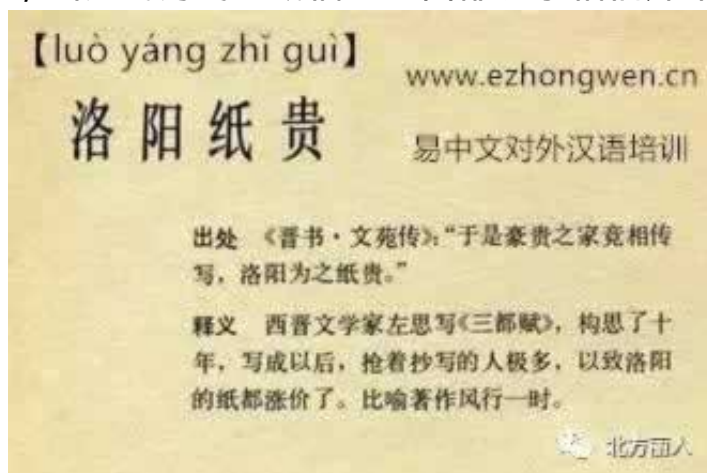 【luò yáng zhǐ guì】
www.ezhongwen.cn
洛阳纸贵
易中文对外汉语培训
出处 《晋书·文苑传》:“于是豪贵之家竞相传
写，洛阳为之纸贵。”
释义 西晋文学家左思写《三都赋》，构思了十
年，写成以后，抢着抄写的人极多，以致洛阳
的纸都涨价了。比喻著作风行一时。
北方丽人